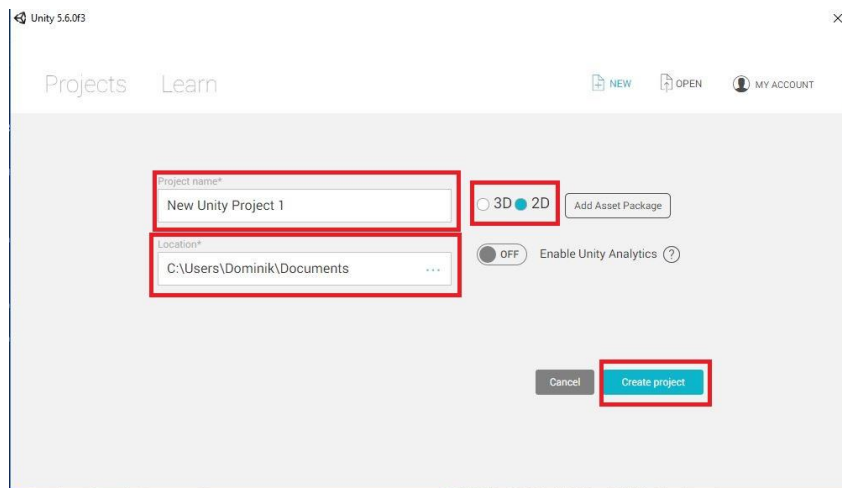 Unity 5.6.0f3
Projects Learn NEW OPEN MY ACCOUNT
Project name*
New Unity Project 1 3D 2D Add Asset Package
Location*
C:\Users\Dominik\Documents ... OFF Enable Unity Analytics ?
Cancel Create project